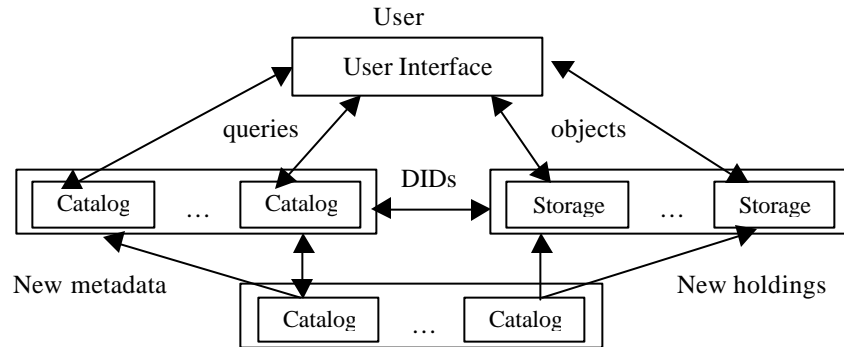 User
User Interface
queries
objects
DIDs
Catalog ... Catalog
Storage ... Storage
New metadata
New holdings
Catalog ... Catalog